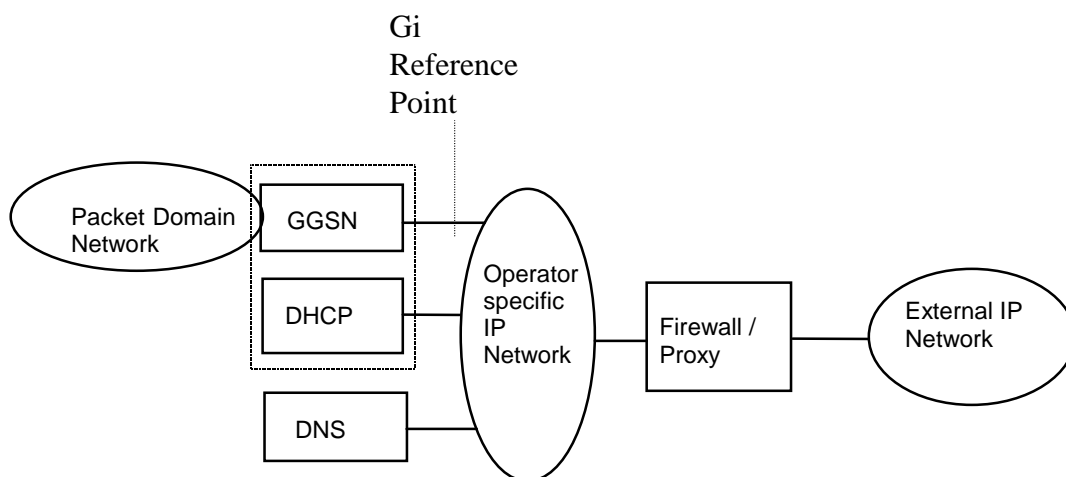 Gi
Reference
Point
Packet Domain
Network
GGSN
DHCP
DNS
Operator
specific
IP
Network
Firewall /
Proxy
External IP
Network